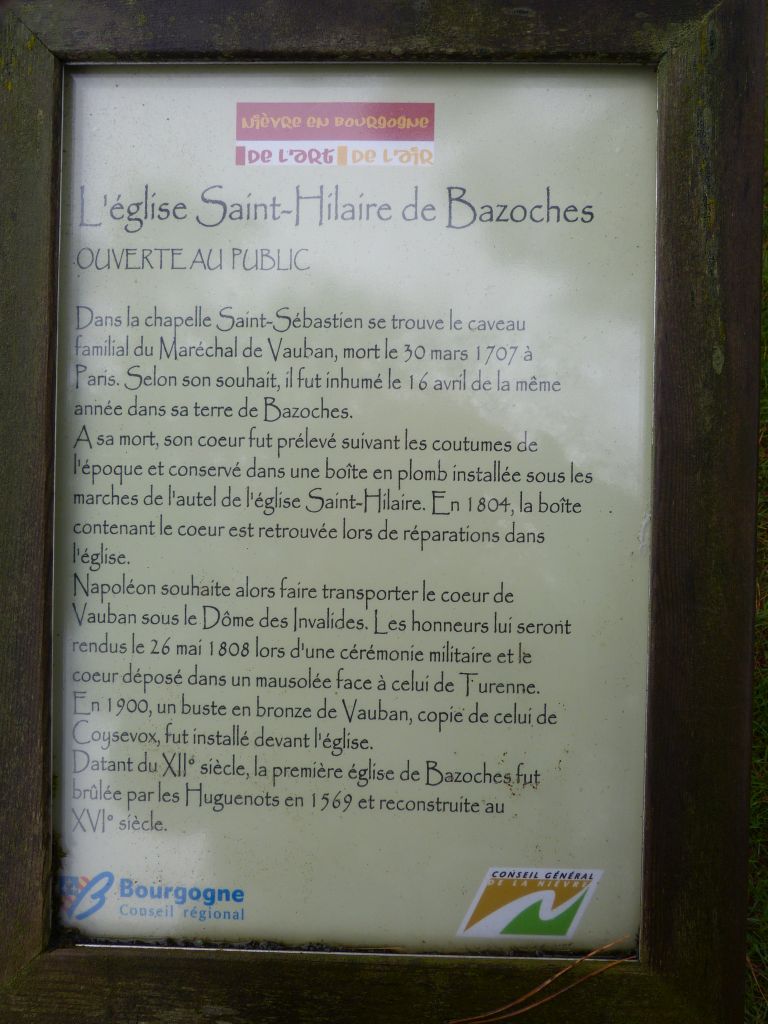 NIÈVRE EN BOURGOGNE
DE L'ART DE L'AIR
L'église Saint-Hilaire de Bazoches
OUVERTE AU PUBLIC
Dans la chapelle Saint-Sébastien se trouve le caveau
familial du Maréchal de Vauban, mort le 30 mars 1707 à
Paris. Selon son souhait, il fut inhumé le 16 avril de la même
année dans sa terre de Bazoches.
A sa mort, son coeur fut prélevé suivant les coutumes de
l'époque et conservé dans une boîte en plomb installée sous les
marches de l'autel de l'église Saint-Hilaire. En 1804, la boîte
contenant le coeur est retrouvée lors de réparations dans
l'église.
Napoléon souhaite alors faire transporter le coeur de
Vauban sous le Dôme des Invalides. Les honneurs lui seront
rendus le 26 mai 1808 lors d'une cérémonie militaire et le
coeur déposé dans un mausolée face à celui de Turenne.
En 1900, un buste en bronze de Vauban, copie de celui de
Coysevox, fut installé devant l'église.
Datant du XII° siècle, la première église de Bazoches fut
brûlée par les Huguenots en 1569 et reconstruite au
XVI° siècle.
B Bourgogne
Conseil régional
CONSEIL GÉNÉRAL
DE LA NIÈVRE